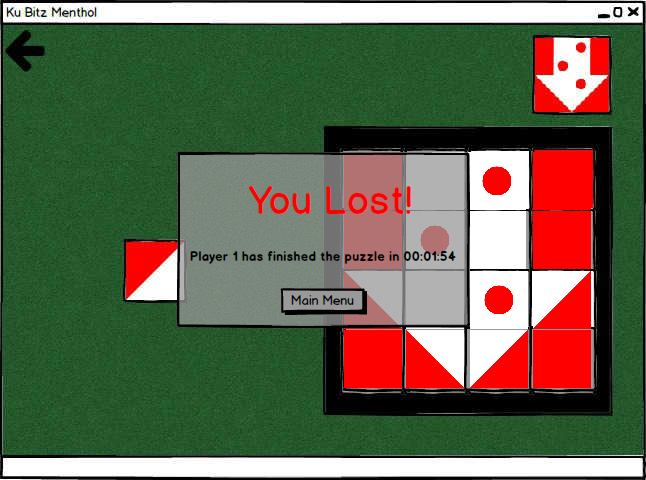 Ku Bitz Menthol
You Lost!
Player 1 has finished the puzzle in 00:01:54
Main Menu